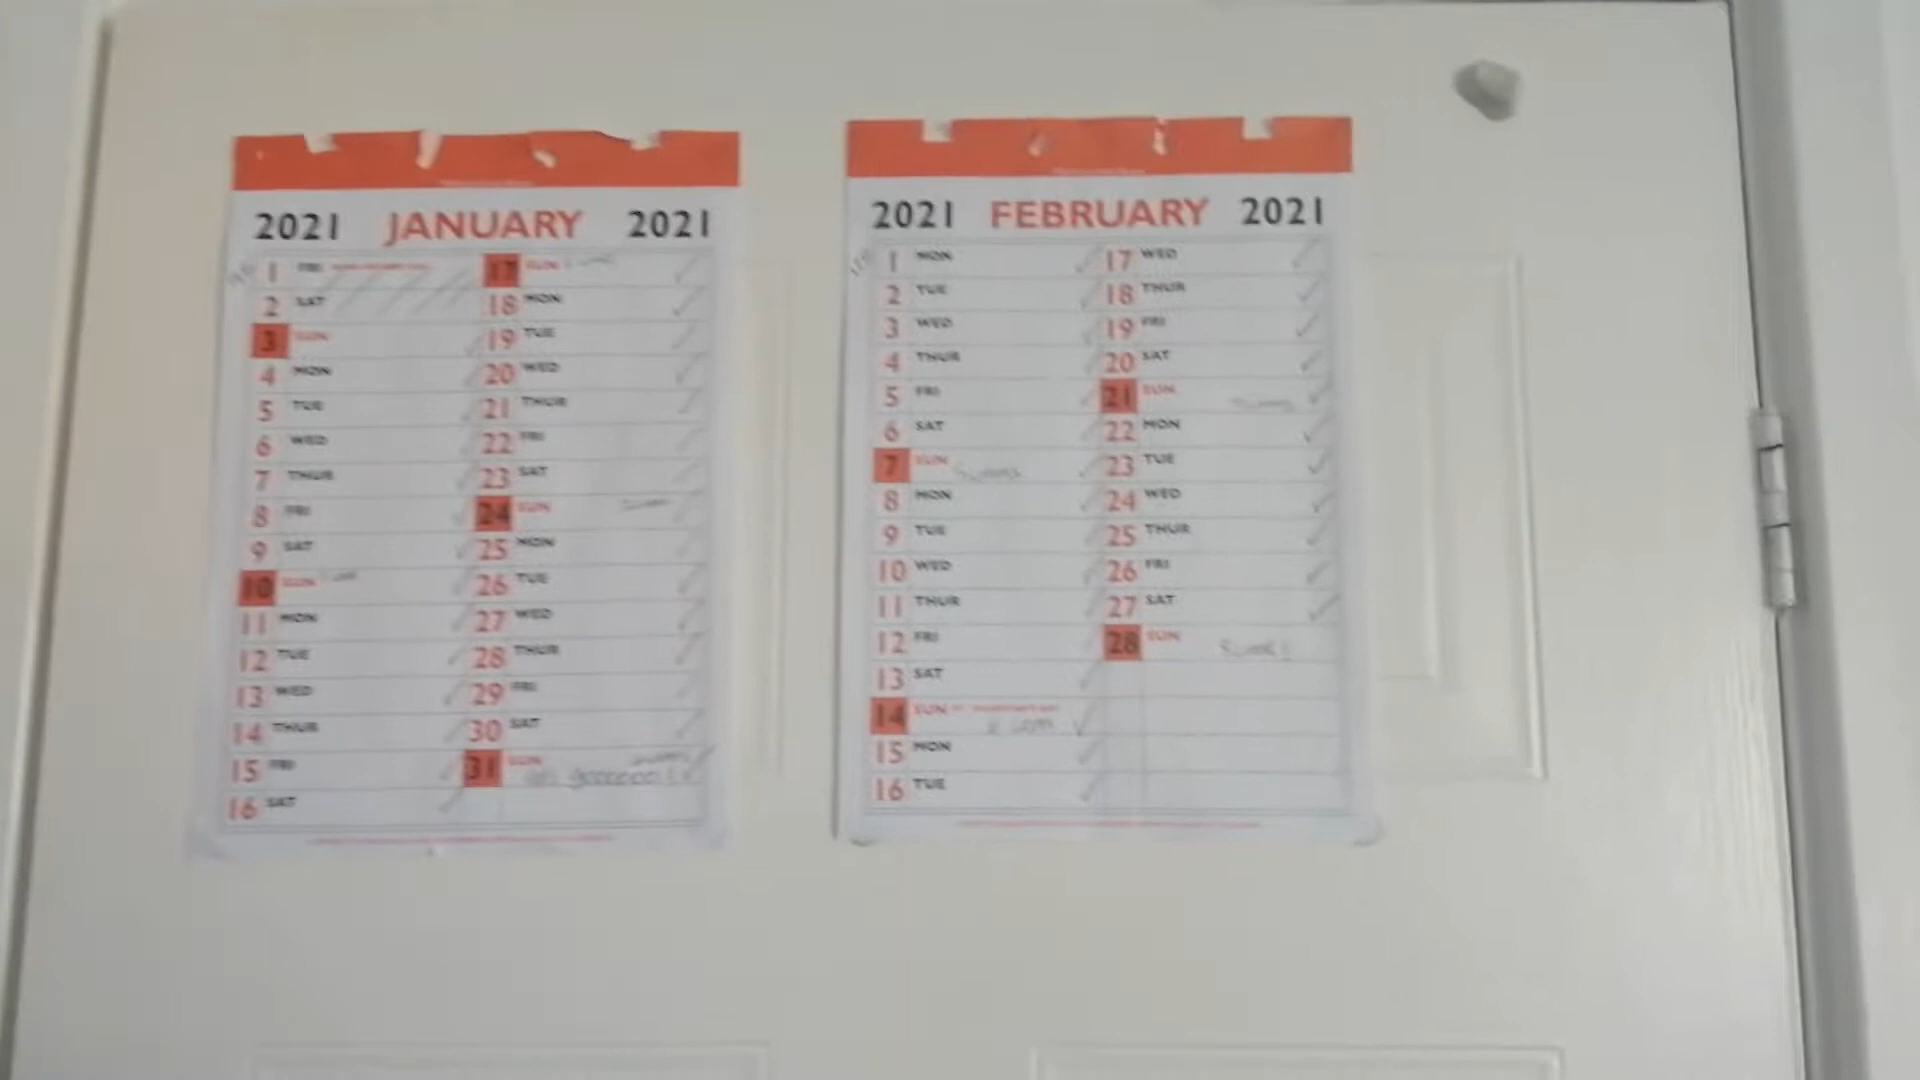 2021 JANUARY 2021
1 FRI
2 SAT
3 SUN
4 MON
5 TUE
6 WED
7 THUR
8 FRI
9 SAT
10 SUN
11 MON
12 TUE
13 WED
14 THUR
15 FRI
16 SAT
17 SUN
18 MON
19 TUE
20 WED
21 THUR
22 FRI
23 SAT
24 SUN
25 MON
26 TUE
27 WED
28 THUR
29 FRI
30 SAT
31 SUN
2021 FEBRUARY 2021
1 MON
2 TUE
3 WED
4 THUR
5 FRI
6 SAT
7 SUN
8 MON
9 TUE
10 WED
11 THUR
12 FRI
13 SAT
14 SUN
15 MON
16 TUE
17 WED
18 THUR
19 FRI
20 SAT
21 SUN
22 MON
23 TUE
24 WED
25 THUR
26 FRI
27 SAT
28 SUN